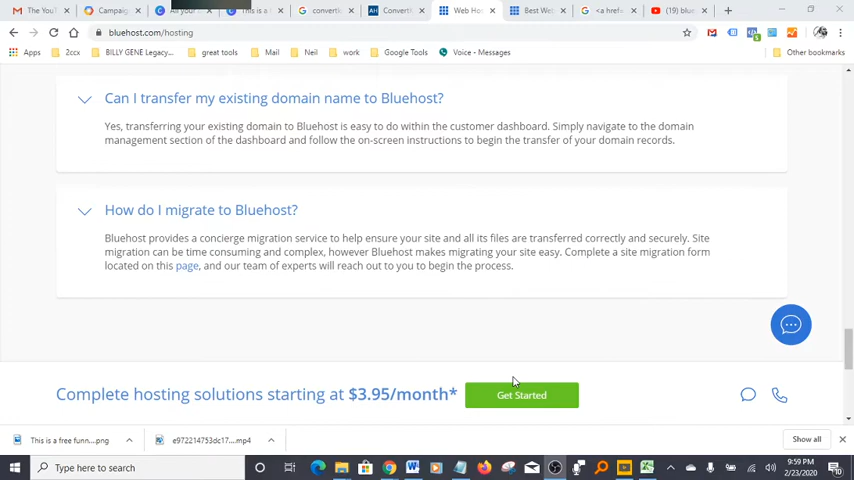 The YouT
Campaig
All your
This is a
convertk
ConvertK
Web Hos
Best Web
<a href=
(19) blue
bluehost.com/hosting
Apps
2ccx
BILLY GENE Legacy...
great tools
Mail
Neil
work
Google Tools
Voice - Messages
Other bookmarks
Can I transfer my existing domain name to Bluehost?
Yes, transferring your existing domain to Bluehost is easy to do within the customer dashboard. Simply navigate to the domain
management section of the dashboard and follow the on-screen instructions to begin the transfer of your domain records.
How do I migrate to Bluehost?
Bluehost provides a concierge migration service to help ensure your site and all its files are transferred correctly and securely. Site
migration can be time consuming and complex, however Bluehost makes migrating your site easy. Complete a site migration form
located on this page, and our team of experts will reach out to you to begin the process.
Complete hosting solutions starting at $3.95/month*
Get Started
This is a free funn....png
e972214753dc17....mp4
Show all
Type here to search
9:59 PM
2/23/2020